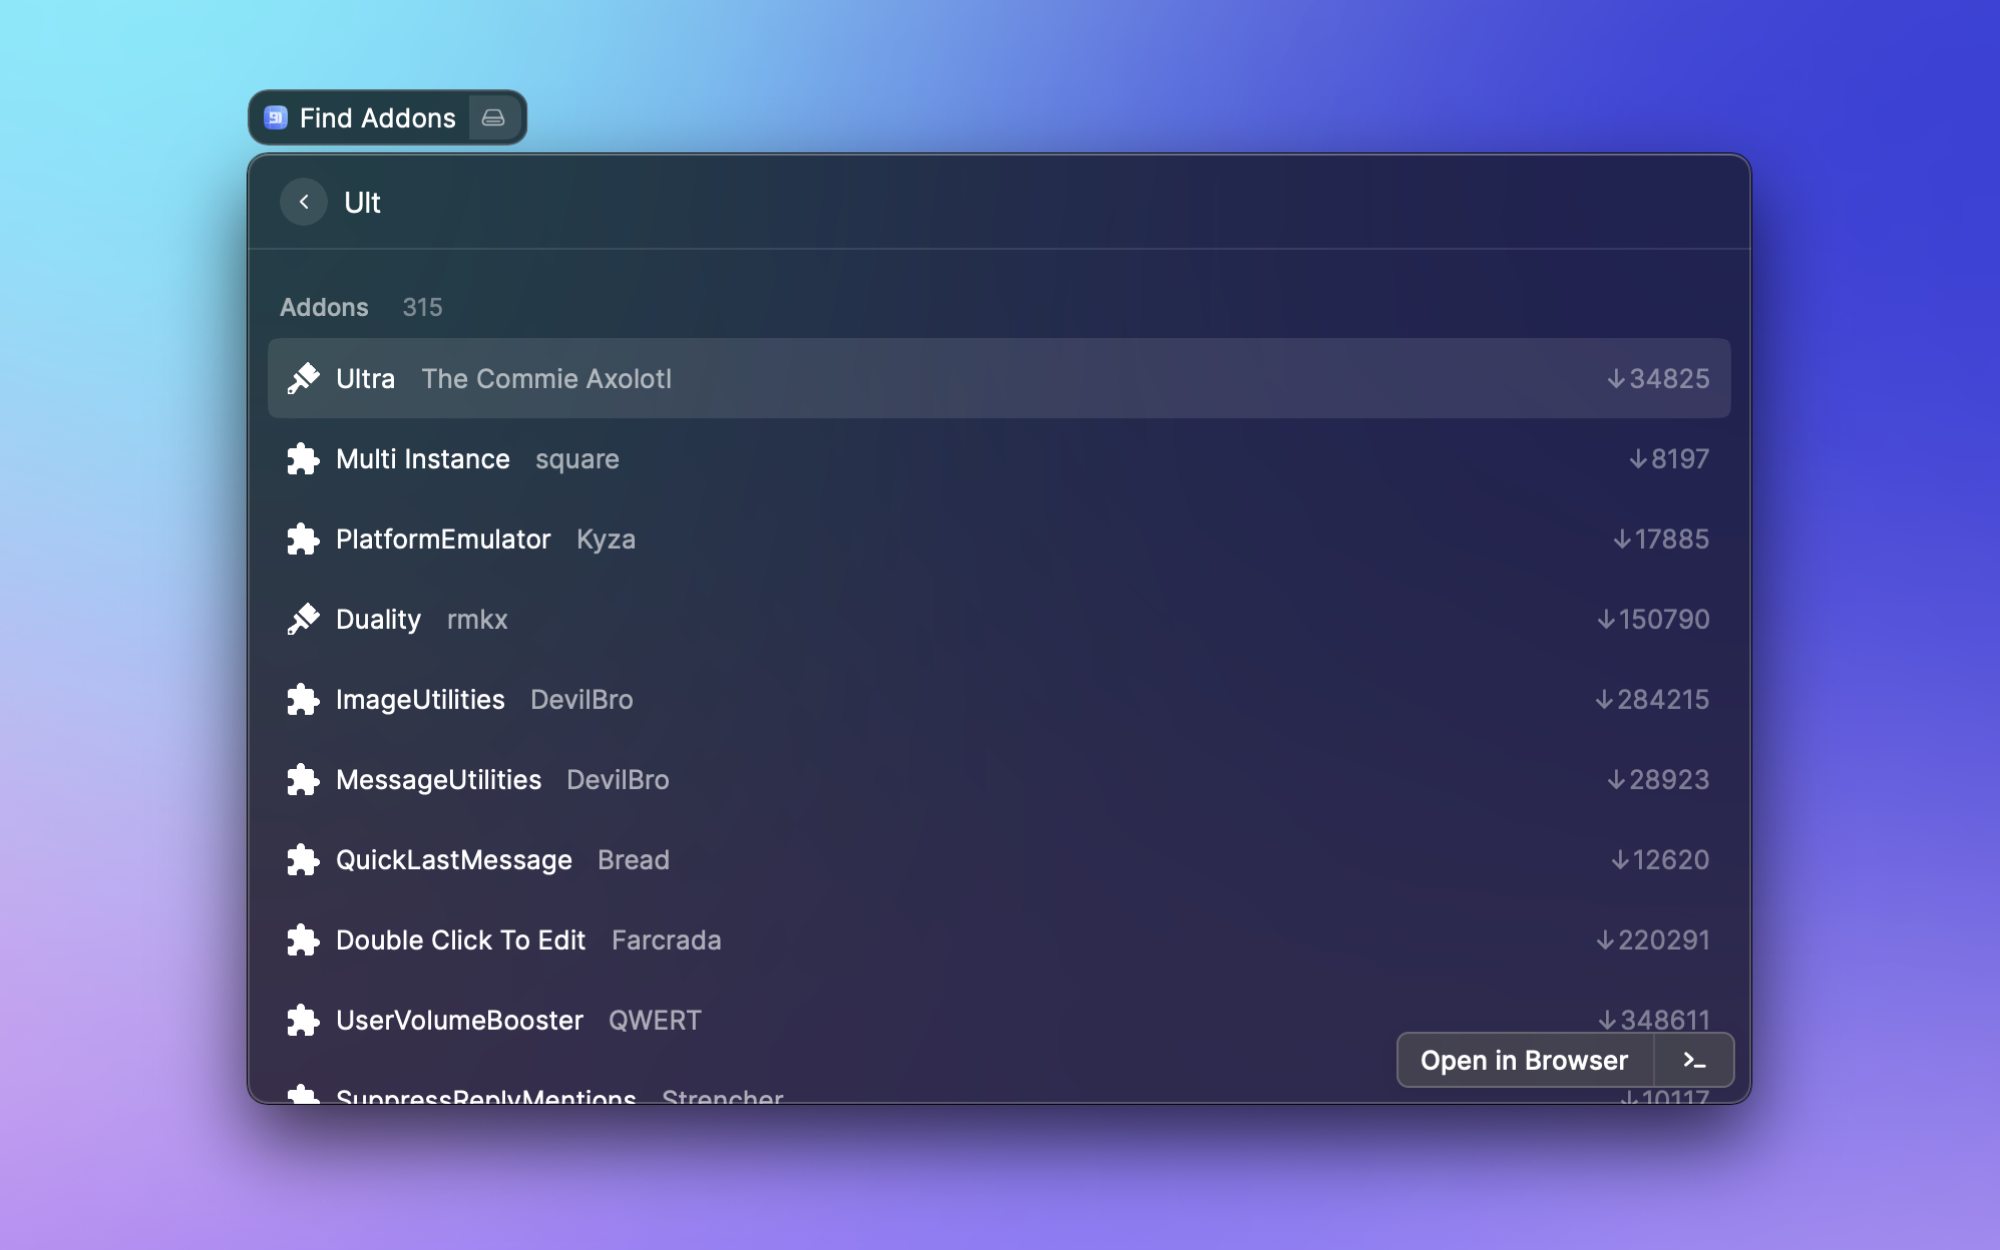 Find Addons
Ult
Addons 315
Ultra The Commie Axolotl ↓34825
Multi Instance square ↓8197
PlatformEmulator Kyza ↓17885
Duality rmkx ↓150790
ImageUtilities DevilBro ↓284215
MessageUtilities DevilBro ↓28923
QuickLastMessage Bread ↓12620
Double Click To Edit Farcrada ↓220291
UserVolumeBooster QWERT ↓348611
Open in Browser >_
SuppressReplyMentions Strencher ↓10117